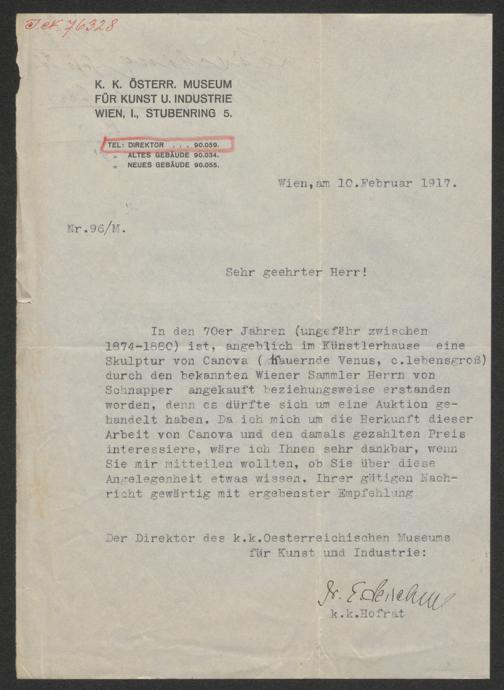 I.N. 76328
K. K. ÖSTERR. MUSEUM
FÜR KUNST U. INDUSTRIE
WIEN, I., STUBENRING 5.
TEL: DIREKTOR . . . 90.059.
„ ALTES GEBÄUDE 90.054.
„ NEUES GEBÄUDE 90.055.
Wien,am 10.Februar 1917.
Nr.96/M.
Sehr geehrter Herr!
In den 70er Jahren (ungefähr zwischen
1874-1880) ist, angeblich im Künstlerhause eine
Skulptur von Canova ( Kauernde Venus, c.lebensgroß)
durch den bekannten Wiener Sammler Herrn von
Schnapper angekauft beziehungsweise erstanden
worden, denn es dürfte sich um eine Auktion ge-
handelt haben. Da ich mich um die Herkunft dieser
Arbeit von Canova und den damals gezahlten Preis
interessiere, wäre ich Ihnen sehr dankbar, wenn
Sie mir mitteilen wollten, ob Sie über diese
Angelegenheit etwas wissen. Ihrer gütigen Nach-
richt gewärtig mit ergebenster Empfehlung
Der Direktor des k.k.Oesterreichischen Museums
für Kunst und Industrie:
Dr. E. Leisching
k.k.Hofrat